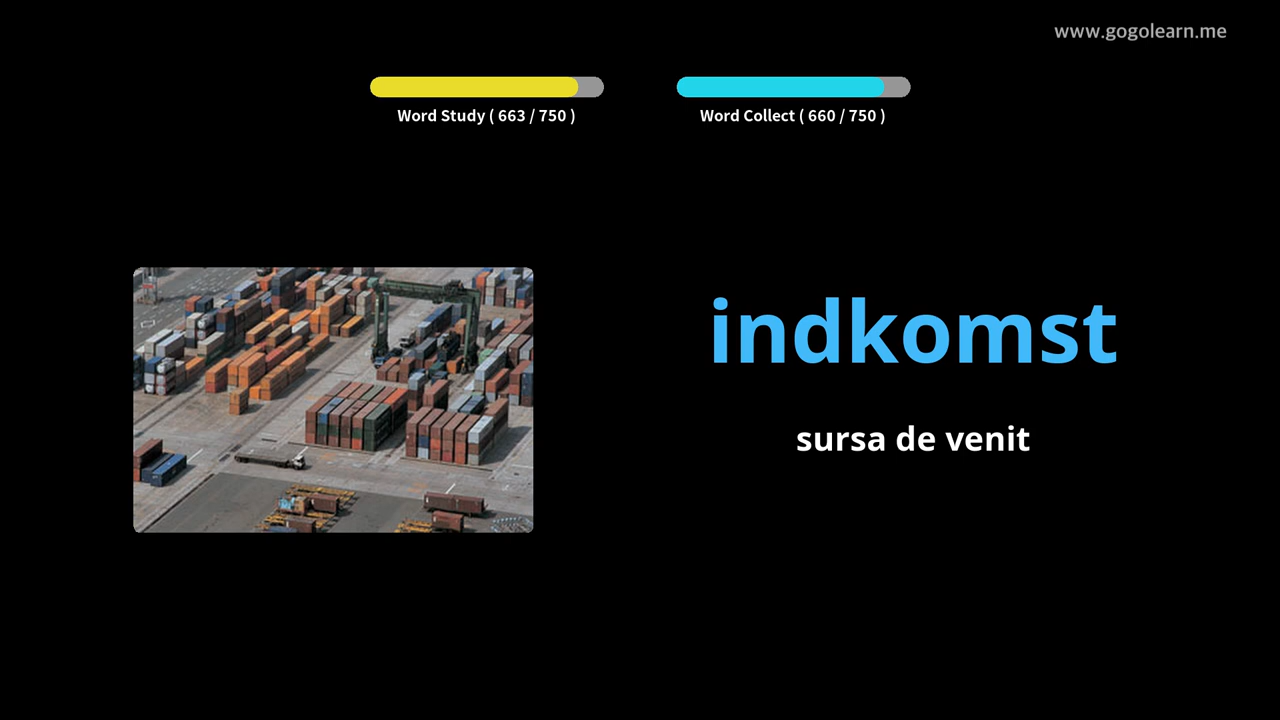 www.gogolearn.me
Word Study ( 663 / 750 )
Word Collect ( 660 / 750 )
indkomst
sursa de venit